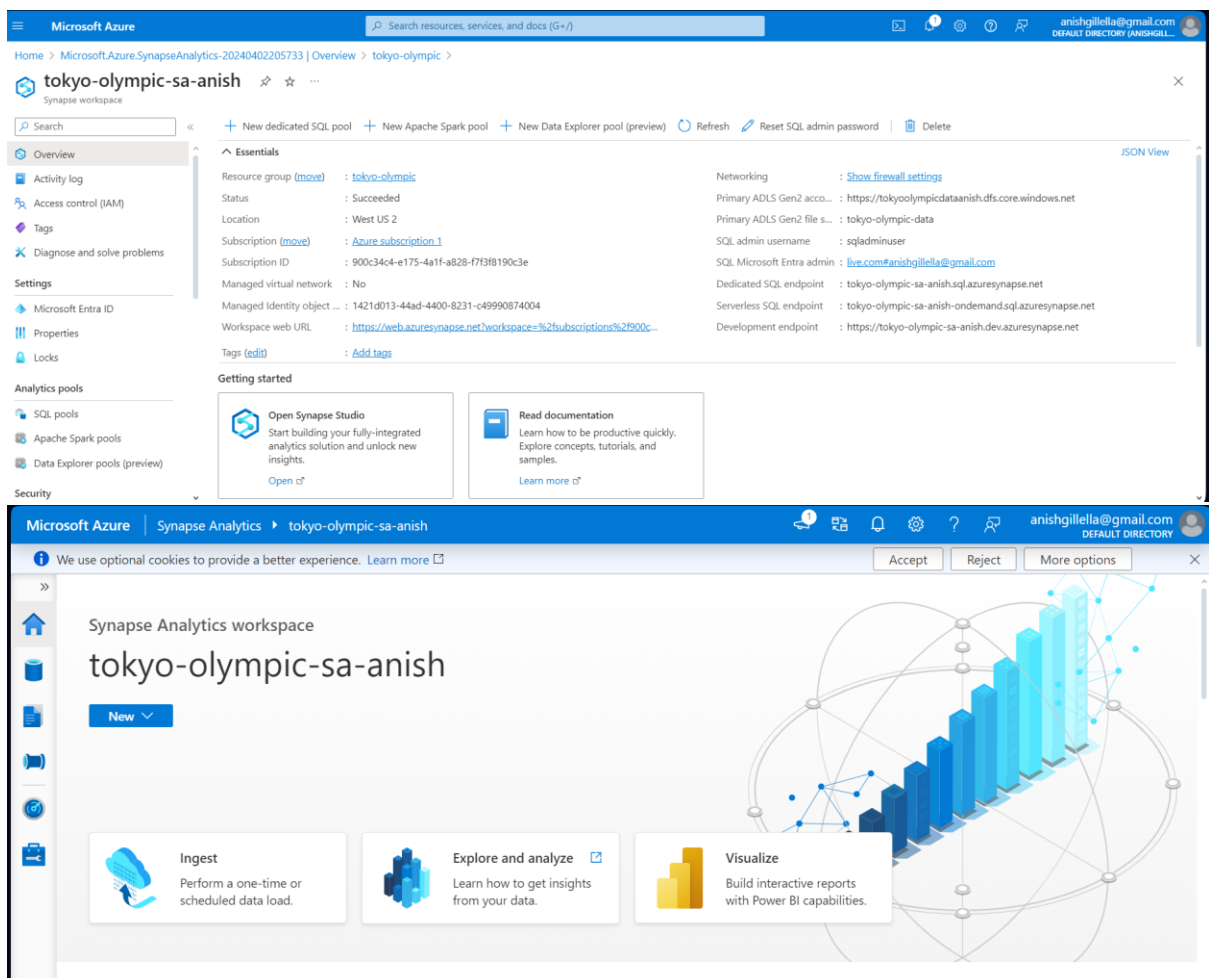 Microsoft Azure
Search resources, services, and docs (G+/)
1
anishgillella@gmail.com
DEFAULT DIRECTORY (ANISHGILL...
Home > Microsoft.Azure.SynapseAnalytics-20240402205733 | Overview > tokyo-olympic >
tokyo-olympic-sa-anish
Synapse workspace
Search
«
+ New dedicated SQL pool + New Apache Spark pool + New Data Explorer pool (preview) Refresh Reset SQL admin password Delete
Overview
Activity log
Access control (IAM)
Tags
Diagnose and solve problems
Settings
Microsoft Entra ID
Properties
Locks
Analytics pools
SQL pools
Apache Spark pools
Data Explorer pools (preview)
Security
Essentials
JSON View
Resource group (move) : tokyo-olympic
Status : Succeeded
Location : West US 2
Subscription (move) : Azure subscription 1
Subscription ID : 900c34c4-e175-4a1f-a828-f7f3f8190c3e
Managed virtual network : No
Managed Identity object ... : 1421d013-44ad-4400-8231-c49990874004
Workspace web URL : https://web.azuresynapse.net?workspace=%2fsubscriptions%2f900c...
Tags (edit) : Add tags
Networking : Show firewall settings
Primary ADLS Gen2 acco... : https://tokyoolympicdataanish.dfs.core.windows.net
Primary ADLS Gen2 file s... : tokyo-olympic-data
SQL admin username : sqladminuser
SQL Microsoft Entra admin : live.com#anishgillella@gmail.com
Dedicated SQL endpoint : tokyo-olympic-sa-anish.sql.azuresynapse.net
Serverless SQL endpoint : tokyo-olympic-sa-anish-ondemand.sql.azuresynapse.net
Development endpoint : https://tokyo-olympic-sa-anish.dev.azuresynapse.net
Getting started
Open Synapse Studio
Start building your fully-integrated
analytics solution and unlock new
insights.
Open
Read documentation
Learn how to be productive quickly.
Explore concepts, tutorials, and
samples.
Learn more
Microsoft Azure | Synapse Analytics ▸ tokyo-olympic-sa-anish
1
anishgillella@gmail.com
DEFAULT DIRECTORY
We use optional cookies to provide a better experience. Learn more
Accept
Reject
More options
»
Synapse Analytics workspace
tokyo-olympic-sa-anish
New
Ingest
Perform a one-time or
scheduled data load.
Explore and analyze
Learn how to get insights
from your data.
Visualize
Build interactive reports
with Power BI capabilities.